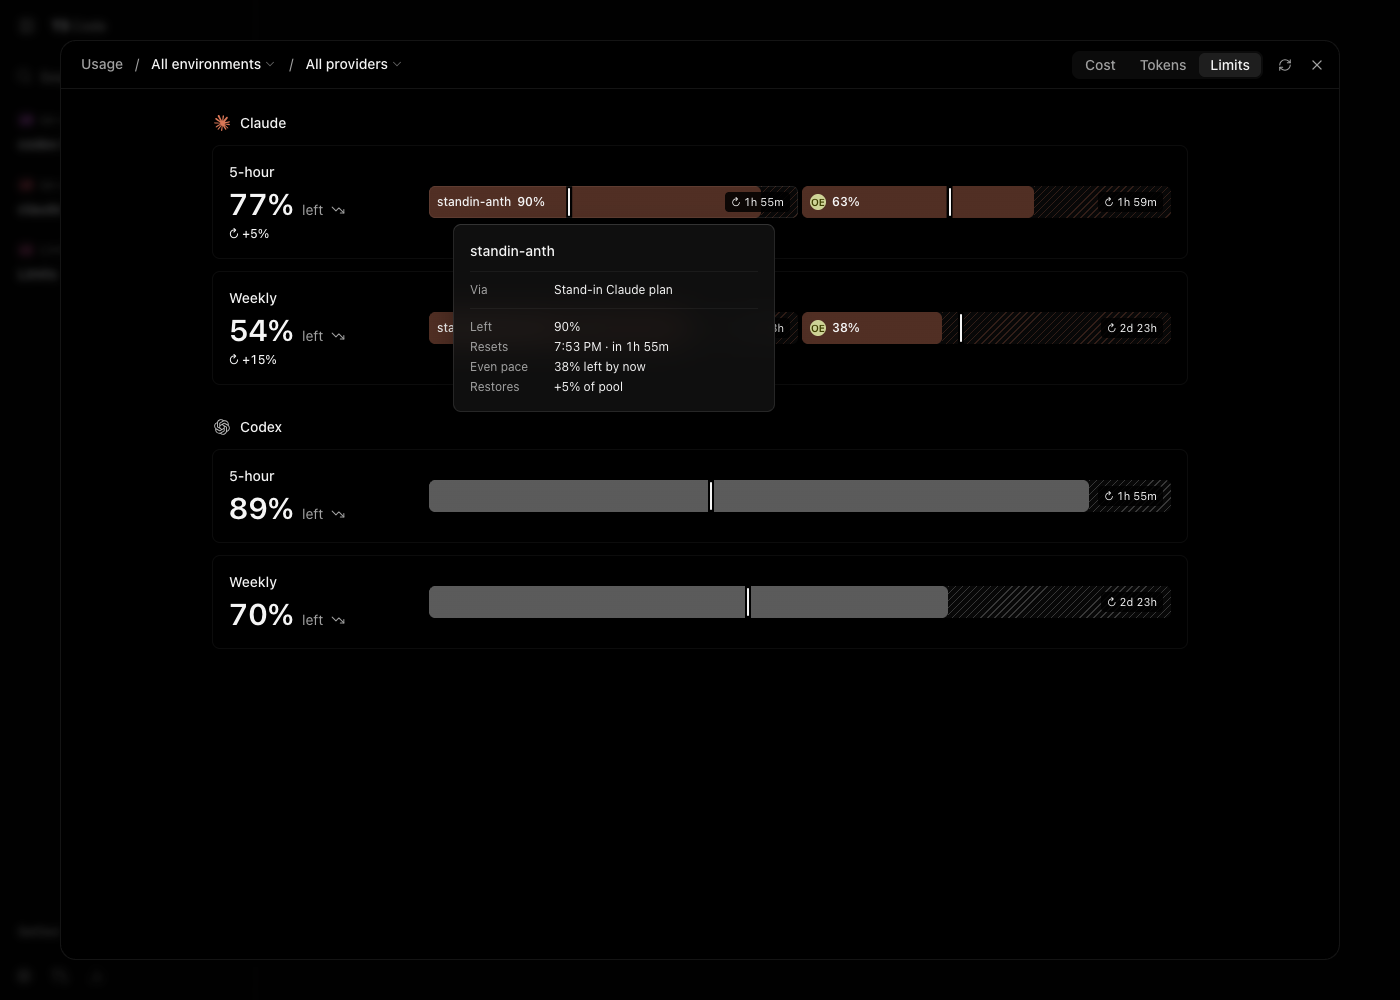 Usage / All environments / All providers
Cost Tokens Limits
Claude
5-hour
77% left
+5%
standin-anth 90%
1h 55m
OE 63%
1h 59m
standin-anth
Via Stand-in Claude plan
Left 90%
Resets 7:53 PM · in 1h 55m
Even pace 38% left by now
Restores +5% of pool
Weekly
54% left
+15%
OE 38%
2d 23h
Codex
5-hour
89% left
1h 55m
Weekly
70% left
2d 23h